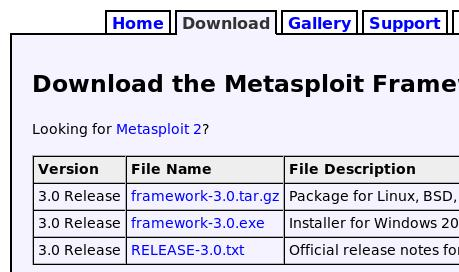 Home Download Gallery Support
Download the Metasploit
Looking for Metasploit 2?
Version File Name File Description
3.0 Release framework-3.0.tar.gz Package for Linux, BSD,
3.0 Release framework-3.0.exe Installer for Windows 20
3.0 Release RELEASE-3.0.txt Official release notes for